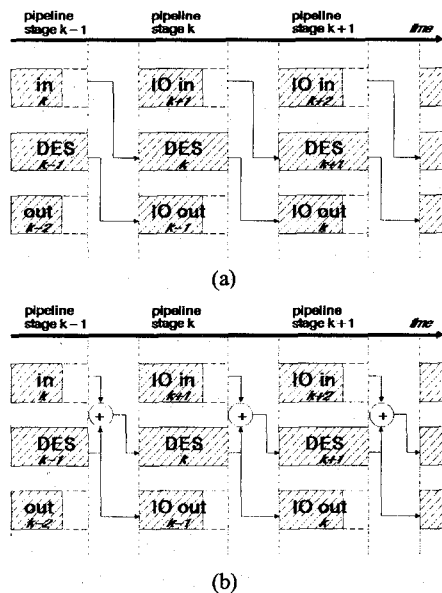 pipeline stage k – 1 pipeline stage k pipeline stage k + 1 time
in k IO in k+1 IO in k+2
DES k-1 DES k DES k+1
out k-2 IO out k-1 IO out k
(a)
pipeline stage k – 1 pipeline stage k pipeline stage k + 1 time
in k IO in k+1 IO in k+2
+ + +
DES k-1 DES k DES k+1
out k-2 IO out k-1 IO out k
(b)